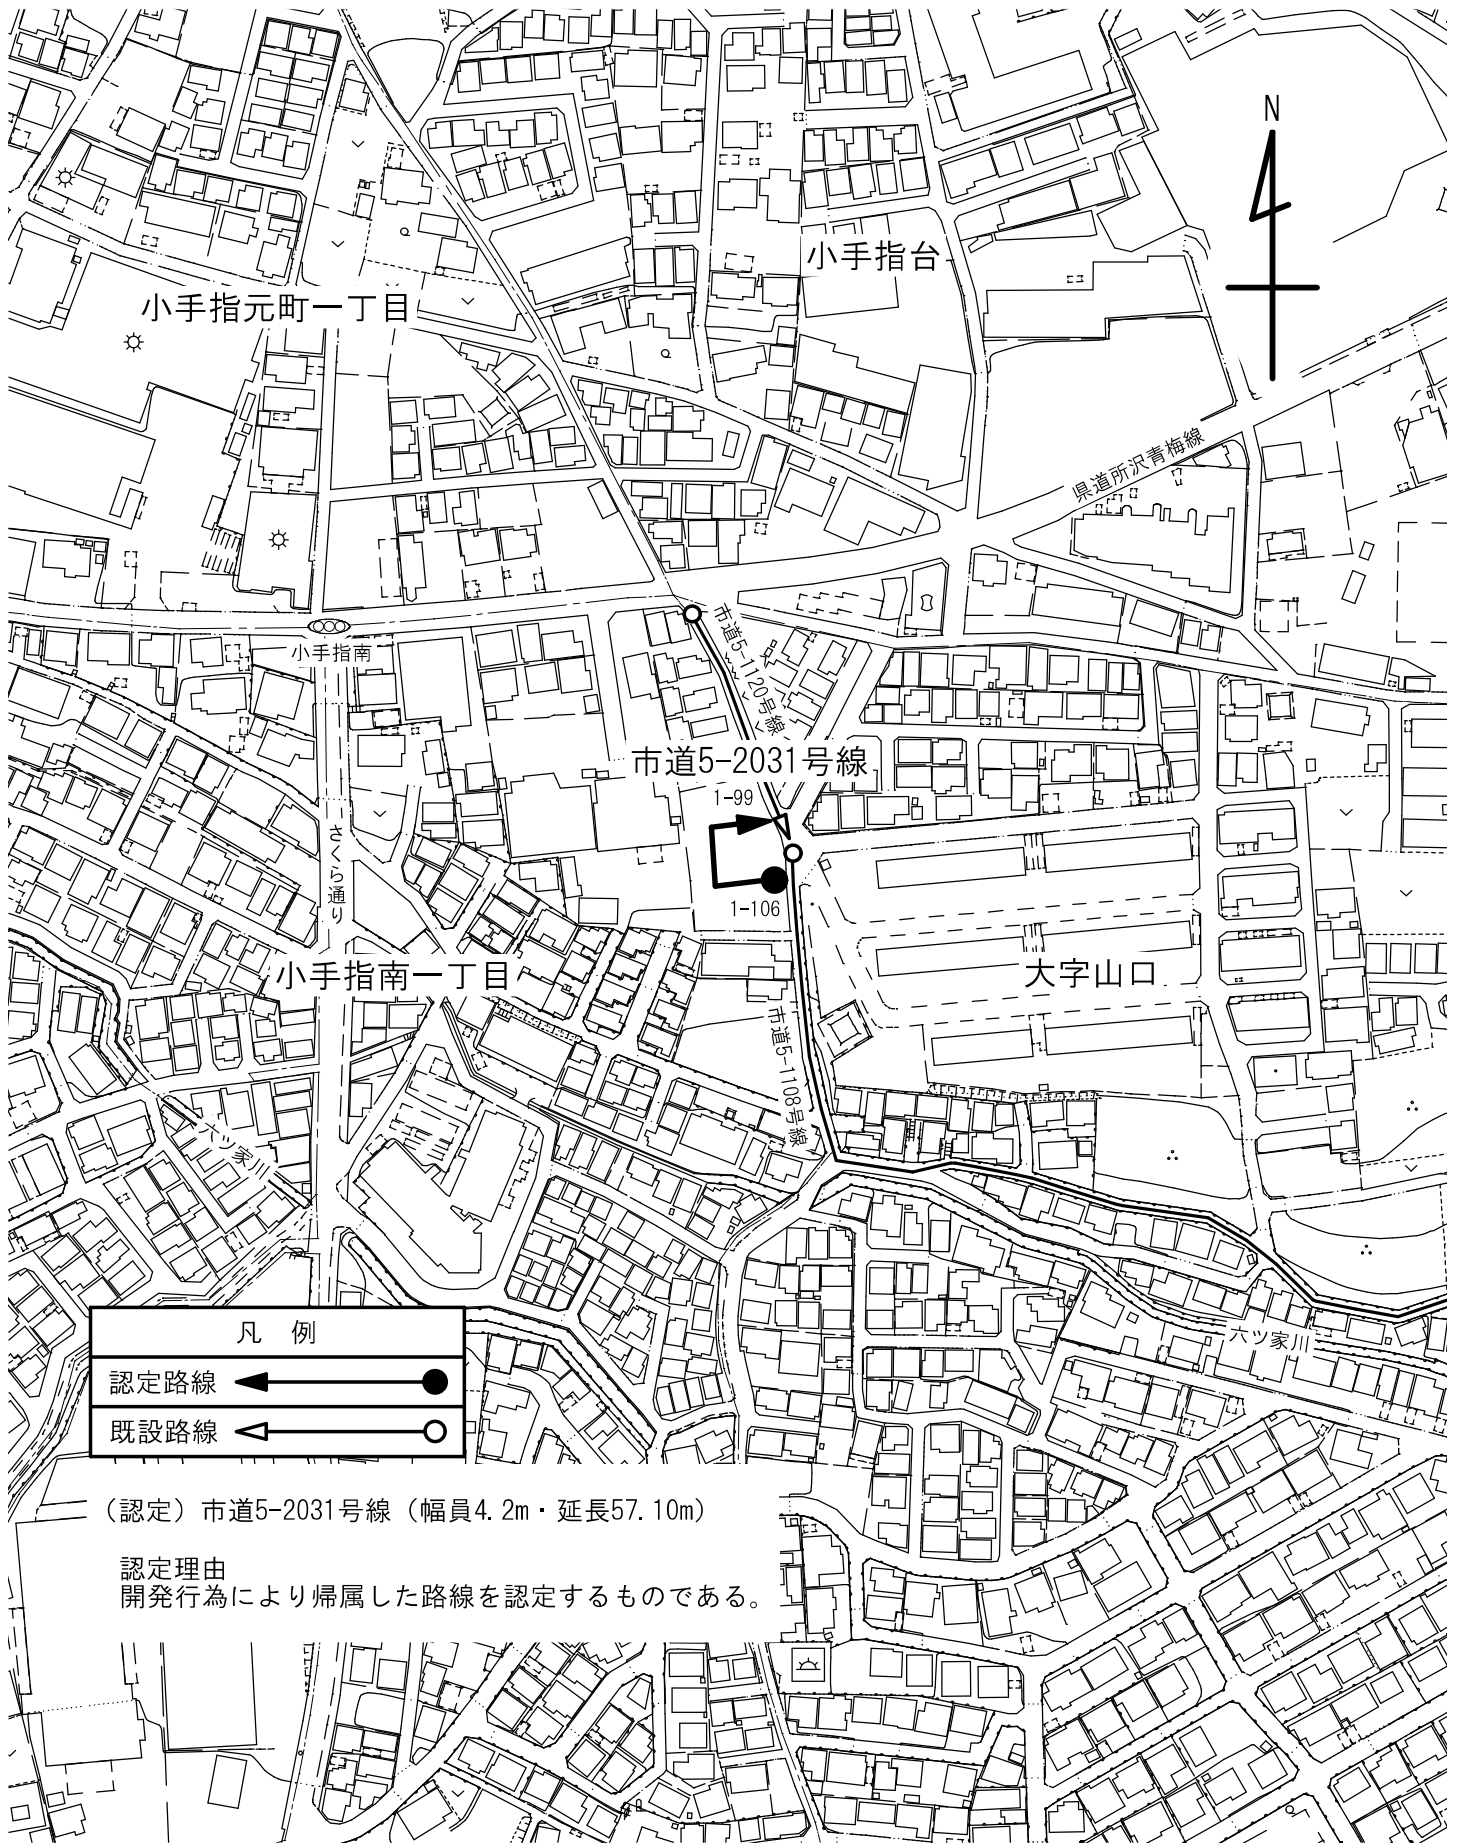 N
小手指台
小手指元町一丁目
県道所沢青梅線
小手指南
市道5-1120号線
市道5-2031号線
1-99
さくら通り
1-106
小手指南一丁目
大字山口
市道5-1108号線
六ツ家川
六ツ家川
凡 例
認定路線
既設路線
（認定）市道5-2031号線（幅員4.2m・延長57.10m）
認定理由
開発行為により帰属した路線を認定するものである。